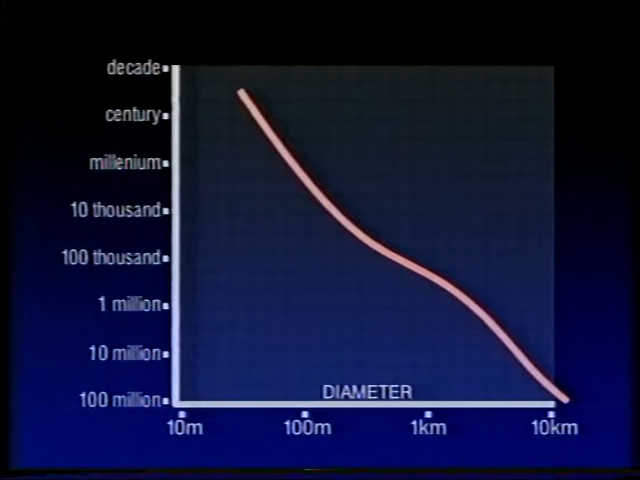 decade
century
millenium
10 thousand
100 thousand
1 million
10 million
100 million
DIAMETER
10m
100m
1km
10km